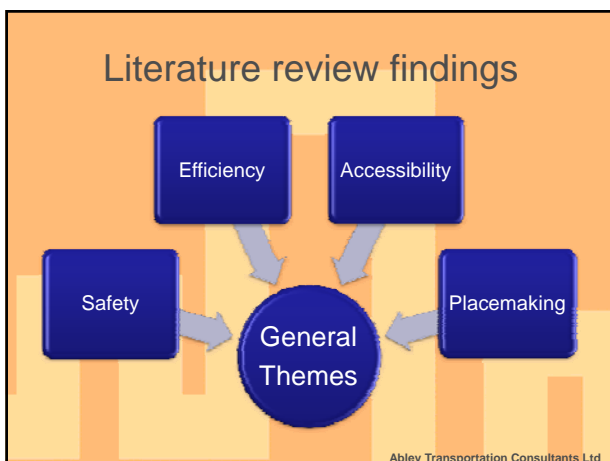 Literature review findings
Efficiency
Accessibility
Safety
Placemaking
General
Themes
Abley Transportation Consultants Ltd